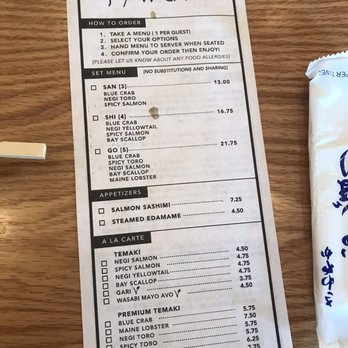 HOW TO ORDER
1. TAKE A MENU (1 PER GUEST)
2. SELECT YOUR OPTIONS
3. HAND MENU TO SERVER WHEN SEATED
4. CONFIRM YOUR ORDER THEN ENJOY!
[PLEASE LET US KNOW ABOUT ANY FOOD ALLERGIES]
SET MENU [NO SUBSTITUTIONS AND SHARING]
SAN [3] 13.00
BLUE CRAB
NEGI TORO
SPICY SALMON
SHI [4] 16.75
BLUE CRAB
NEGI YELLOWTAIL
SPICY SALMON
BAY SCALLOP
GO [5] 21.75
BLUE CRAB
SPICY TORO
NEGI SALMON
BAY SCALLOP
MAINE LOBSTER
APPETIZERS
SALMON SASHIMI 7.25
STEAMED EDAMAME 4.50
A LA CARTE
TEMAKI
NEGI SALMON 4.50
SPICY SALMON 4.75
NEGI YELLOWTAIL 4.75
BAY SCALLOP 3.75
GARI V .50
WASABI MAYO AVO V 4.50
PREMIUM TEMAKI
BLUE CRAB 5.75
MAINE LOBSTER 7.50
NEGI TORO 5.75
SPICY TORO